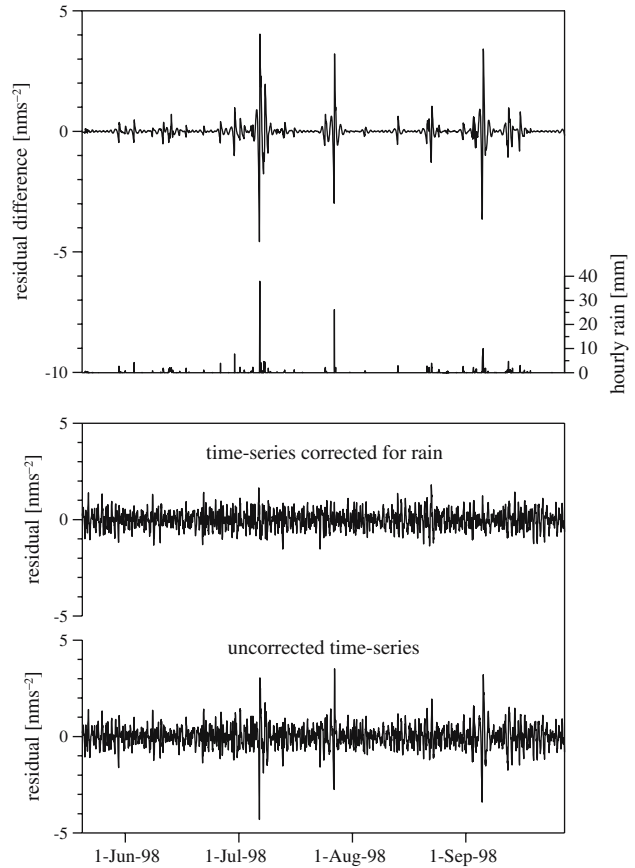 5
0
-5
-10
residual difference [nms⁻²]
40
30
20
10
0
hourly rain [mm]
5
0
-5
residual [nms⁻²]
time-series corrected for rain
5
0
-5
residual [nms⁻²]
uncorrected time-series
1-Jun-98 1-Jul-98 1-Aug-98 1-Sep-98